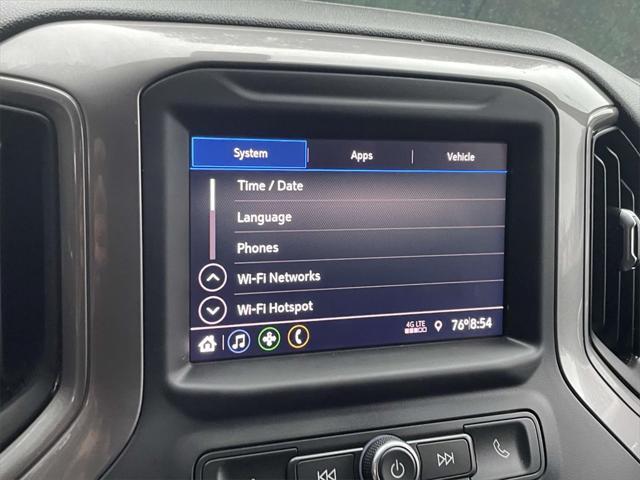 System Apps Vehicle
Time / Date
Language
Phones
Wi-Fi Networks
Wi-Fi Hotspot
4G LTE
76° 8:54